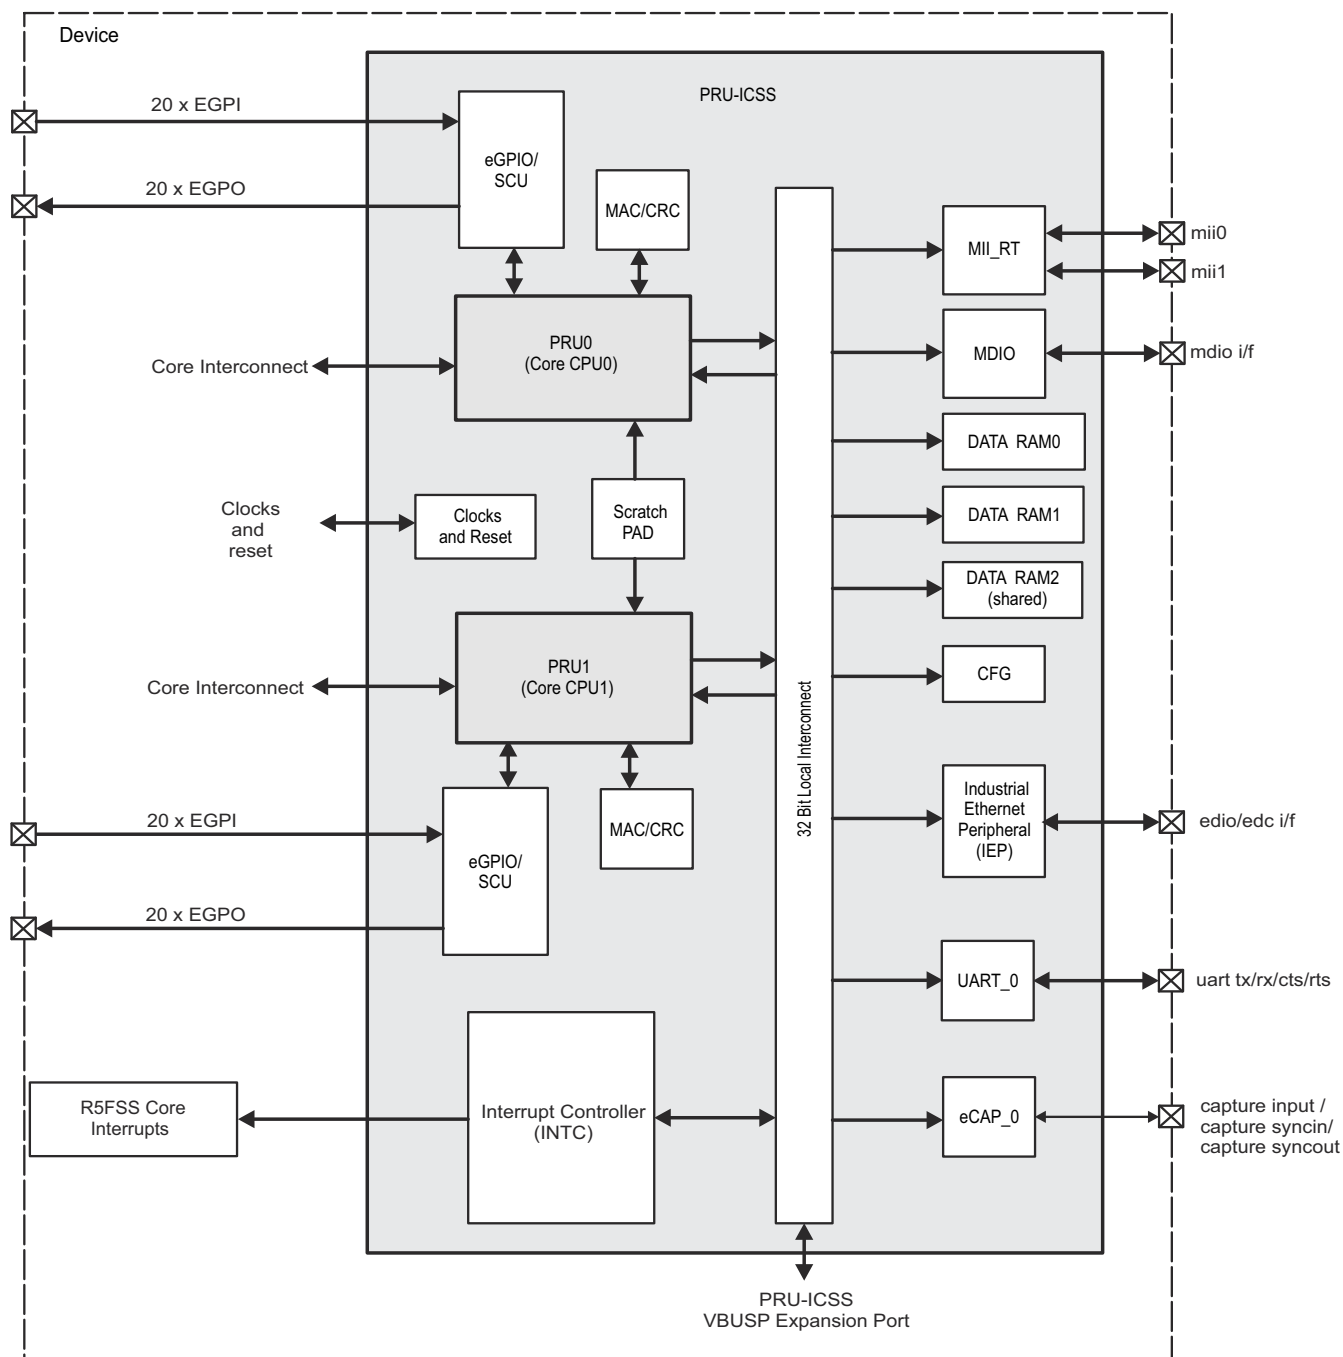 Device
PRU-ICSS
20 x EGPI
eGPIO/
SCU
20 x EGPO
MAC/CRC
MII_RT
mii0
mii1
PRU0
(Core CPU0)
Core Interconnect
MDIO
mdio i/f
DATA RAM0
Clocks
and
reset
Clocks
and Reset
Scratch
PAD
DATA RAM1
DATA RAM2
(shared)
PRU1
(Core CPU1)
Core Interconnect
CFG
32 Bit Local Interconnect
20 x EGPI
eGPIO/
SCU
20 x EGPO
MAC/CRC
Industrial
Ethernet
Peripheral
(IEP)
edio/edc i/f
UART_0
uart tx/rx/cts/rts
R5FSS Core
Interrupts
Interrupt Controller
(INTC)
eCAP_0
capture input /
capture syncin/
capture syncout
PRU-ICSS
VBUSP Expansion Port